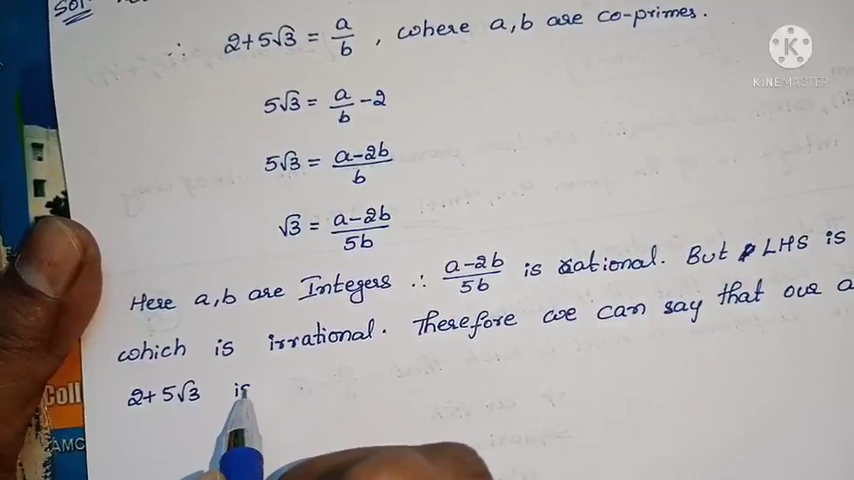 Sol
∴ 2+5√3 = a/b , where a,b are co-primes.
5√3 = a/b - 2
5√3 = a-2b/b
√3 = a-2b/5b
Here a,b are Integers ∴ a-2b/5b is rational. But LHS is
which is irrational. Therefore we can say that our a
2+5√3 is
KINEMASTER
Coll
AMC